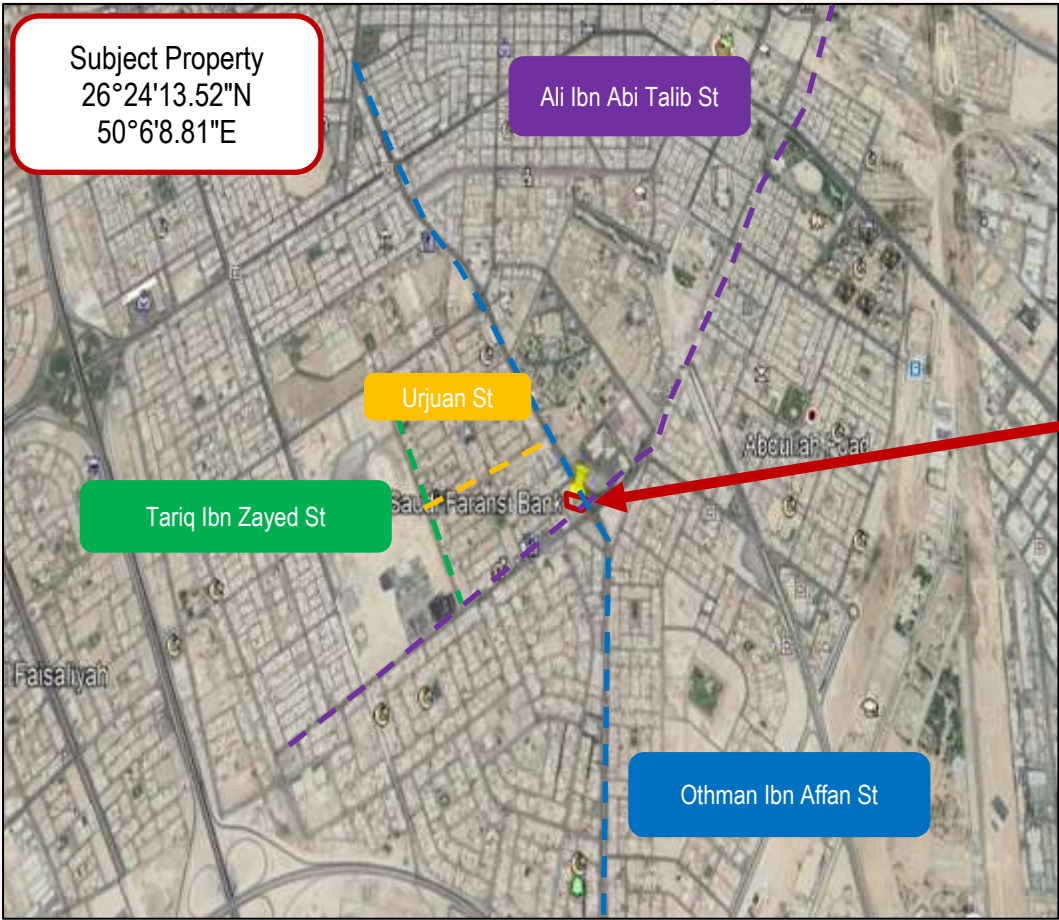 Subject Property
26°24'13.52"N
50°6'8.81"E
Ali Ibn Abi Talib St
Urjuan St
Abdullah Fuad
Tariq Ibn Zayed St
Saudi Faranst Bank
Faisaliyah
Othman Ibn Affan St